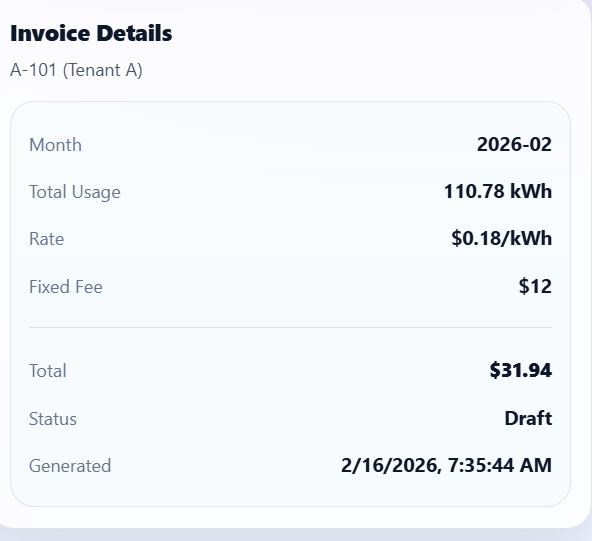 Invoice Details
A-101 (Tenant A)
Month 2026-02
Total Usage 110.78 kWh
Rate $0.18/kWh
Fixed Fee $12
Total $31.94
Status Draft
Generated 2/16/2026, 7:35:44 AM